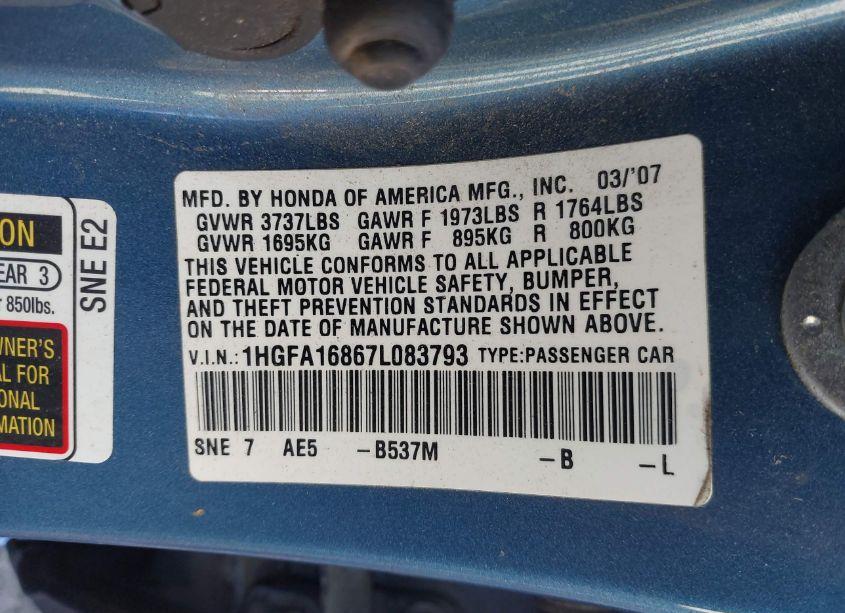 ON
EAR 3
850lbs.
WNER'S
AL FOR
ONAL
RMATION
SNE E2
MFD. BY HONDA OF AMERICA MFG., INC. 03/'07
GVWR 3737LBS GAWR F 1973LBS R 1764LBS
GVWR 1695KG GAWR F 895KG R 800KG
THIS VEHICLE CONFORMS TO ALL APPLICABLE
FEDERAL MOTOR VEHICLE SAFETY, BUMPER,
AND THEFT PREVENTION STANDARDS IN EFFECT
ON THE DATE OF MANUFACTURE SHOWN ABOVE.
V.I.N.: 1HGFA16867L083793 TYPE:PASSENGER CAR
SNE 7 AE5 -B537M -B -L